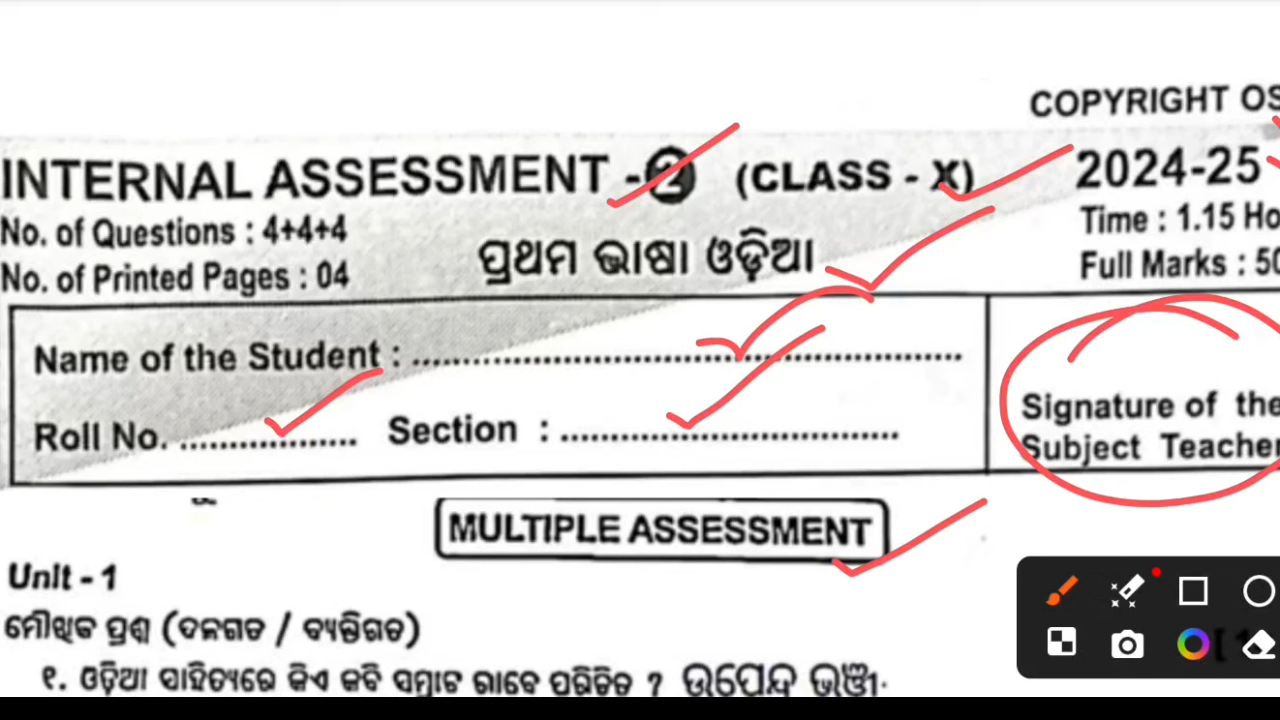 COPYRIGHT OS
INTERNAL ASSESSMENT -2 (CLASS - X) 2024-25
No. of Questions : 4+4+4
Time : 1.15 Ho
ପ୍ରଥମ ଭାଷା ଓଡ଼ିଆ
No. of Printed Pages : 04
Full Marks : 50
Name of the Student : ........................................................
Roll No. .................. Section : ...................................
Signature of the
Subject Teacher
MULTIPLE ASSESSMENT
Unit - 1
ମୌଖିକ ପ୍ରଶ୍ନ (ଦଳଗତ / ବ୍ୟକ୍ତିଗତ)
୧. ଓଡ଼ିଆ ସାହିତ୍ୟରେ କିଏ କବି ସମ୍ରାଟ ଭାବେ ପରିଚିତ ? ଉପେନ୍ଦ୍ର ଭଞ୍ଜ